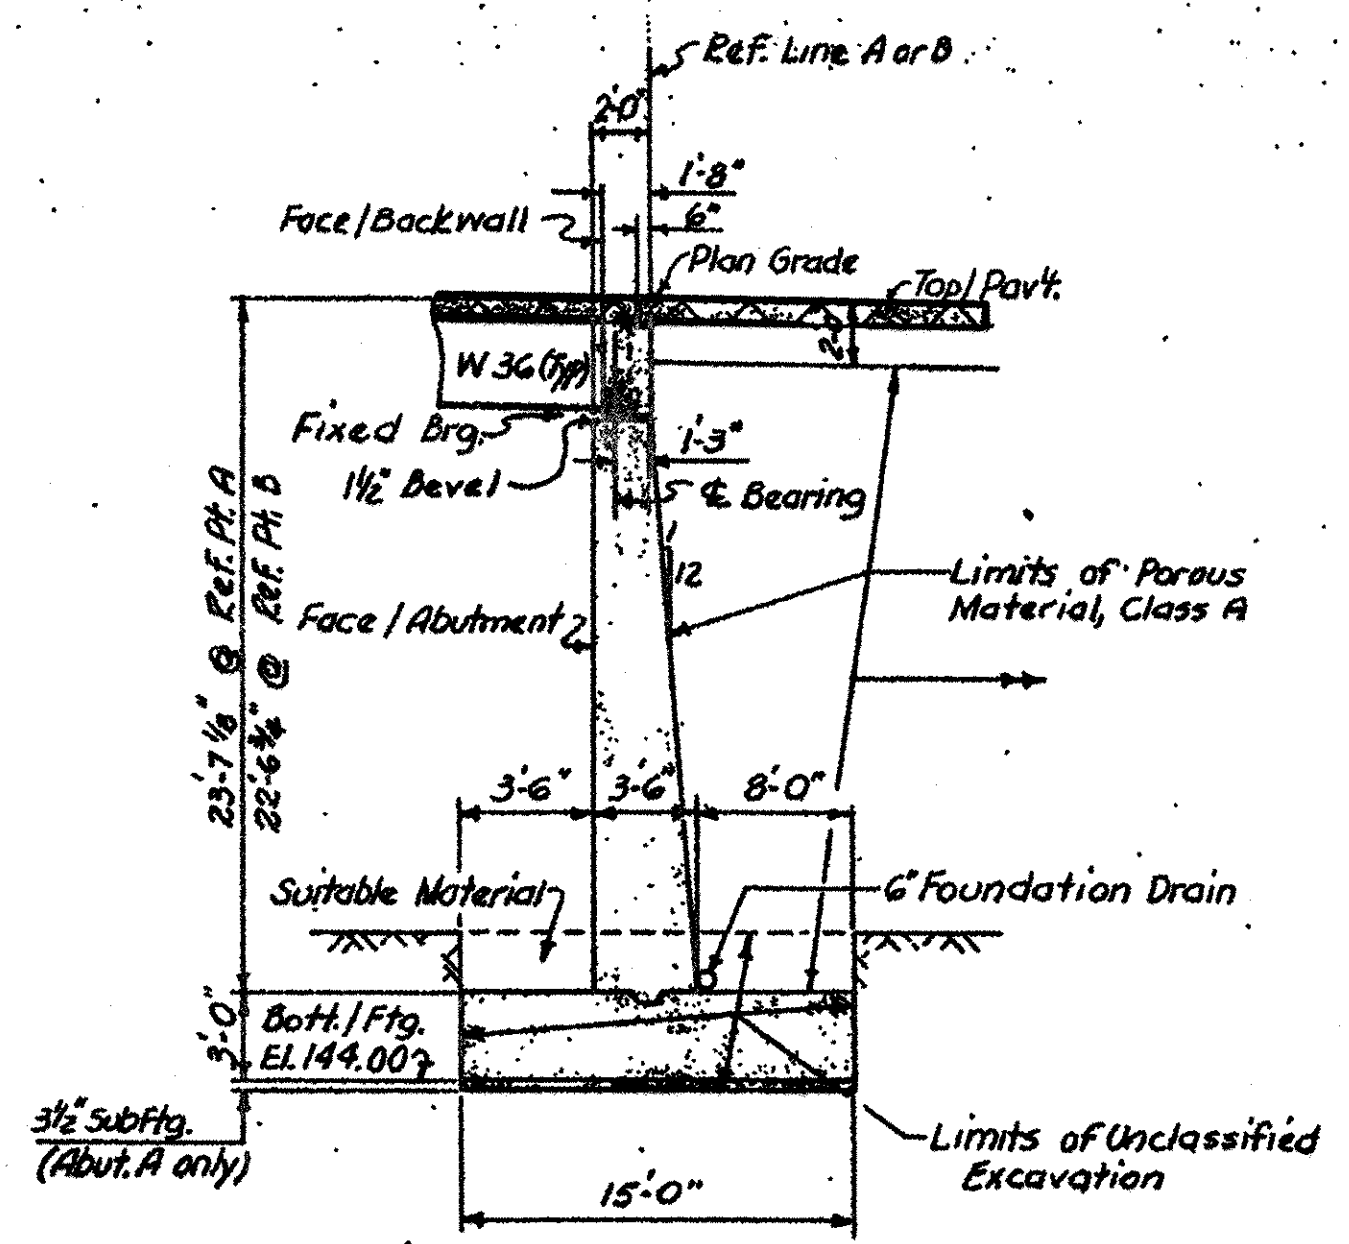 Ref. Line A or B
2'-0"
1'-8"
Face/Backwall
6"
Plan Grade
Top/Pav't.
2'-0
W36(Typ)
Fixed Brg.
1'-3"
1½" Bevel
℄ Bearing
1
12
Limits of Porous
Material, Class A
Face/Abutment
23'-7⅛" @ Ref. Pt. A
22'-6¾" @ Ref. Pt. B
3'-6"
3'-6"
8'-0"
Suitable Material
6" Foundation Drain
3'-0"
Bott./Ftg.
El. 144.00
3½" Subftg.
(Abut. A only)
Limits of Unclassified
Excavation
15'-0"